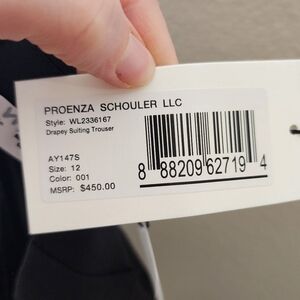 PROENZA SCHOULER LLC
Style: WL2336167
Drapey Suiting Trouser
AY147S
Size: 12
Color: 001
MSRP: $450.00
8 88209 62719 4